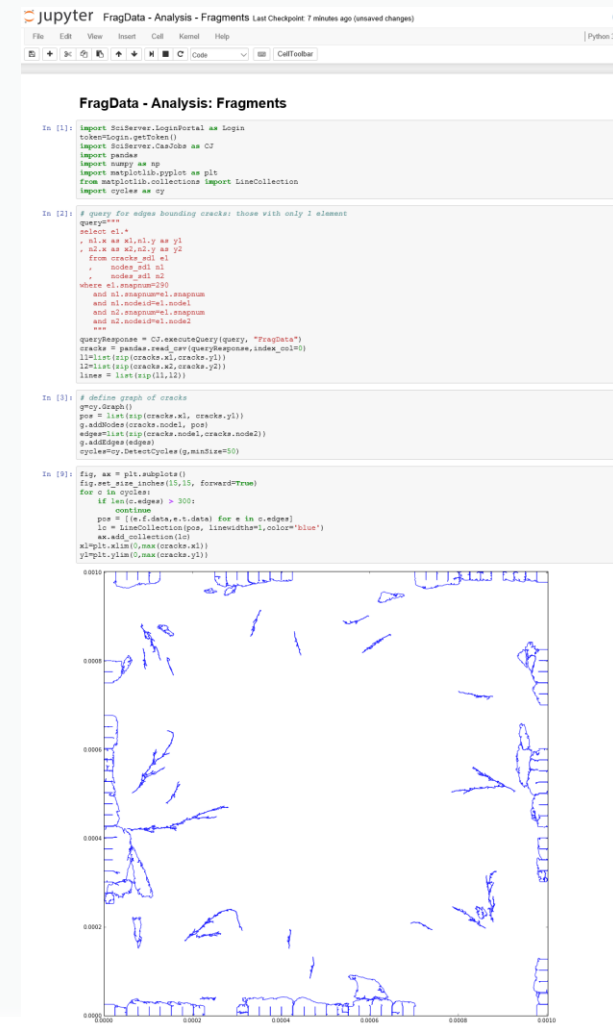 jupyter FragData - Analysis - Fragments Last Checkpoint: 7 minutes ago (unsaved changes)
File Edit View Insert Cell Kernel Help
Python
Code
CellToolbar
FragData - Analysis: Fragments
In [1]: import SciServer.LoginPortal as Login
token=Login.getToken()
import SciServer.CasJobs as CJ
import pandas
import numpy as np
import matplotlib.pyplot as plt
from matplotlib.collections import LineCollection
import cycles as cy
In [2]: # query for edges bounding cracks: those with only 1 element
query="""
select e1.*
, n1.x as x1,n1.y as y1
, n2.x as x2,n2.y as y2
from cracks_sd1 e1
, nodes_sd1 n1
, nodes_sd1 n2
where e1.snapnum=290
and n1.snapnum=e1.snapnum
and n1.nodeid=e1.node1
and n2.snapnum=e1.snapnum
and n2.nodeid=e1.node2
"""
queryResponse = CJ.executeQuery(query, "FragData")
cracks = pandas.read_csv(queryResponse,index_col=0)
l1=list(zip(cracks.x1,cracks.y1))
l2=list(zip(cracks.x2,cracks.y2))
lines = list(zip(l1,l2))
In [3]: # define graph of cracks
g=cy.Graph()
pos = list(zip(cracks.x1, cracks.y1))
g.addNodes(cracks.node1, pos)
edges=list(zip(cracks.node1,cracks.node2))
g.addEdges(edges)
cycles=cy.DetectCycles(g,minSize=50)
In [9]: fig, ax = plt.subplots()
fig.set_size_inches(15,15, forward=True)
for c in cycles:
if len(c.edges) > 300:
continue
pos = [(e.f.data,e.t.data) for e in c.edges]
lc = LineCollection(pos, linewidths=1,color='blue')
ax.add_collection(lc)
xl=plt.xlim(0,max(cracks.x1))
yl=plt.ylim(0,max(cracks.y1))
0.0010
0.0008
0.0006
0.0004
0.0002
0.0000
0.0000 0.0002 0.0004 0.0006 0.0008 0.0010